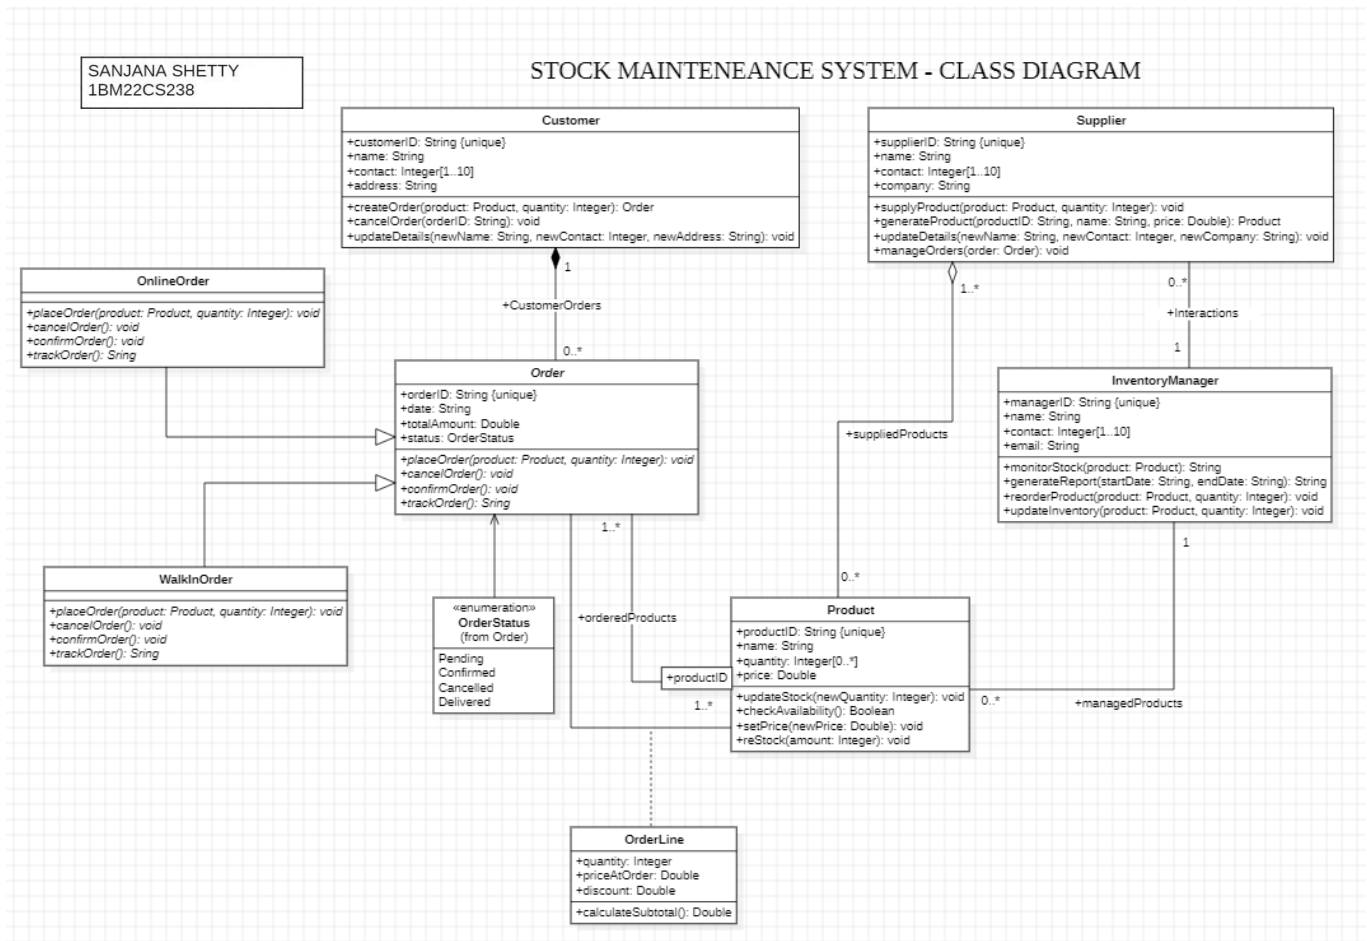 SANJANA SHETTY
1BM22CS238
STOCK MAINTENEANCE SYSTEM - CLASS DIAGRAM
Customer
+customerID: String {unique}
+name: String
+contact: Integer[1..10]
+address: String
+createOrder(product: Product, quantity: Integer): Order
+cancelOrder(orderID: String): void
+updateDetails(newName: String, newContact: Integer, newAddress: String): void
Supplier
+supplierID: String {unique}
+name: String
+contact: Integer[1..10]
+company: String
+supplyProduct(product: Product, quantity: Integer): void
+generateProduct(productID: String, name: String, price: Double): Product
+updateDetails(newName: String, newContact: Integer, newCompany: String): void
+manageOrders(order: Order): void
1
+CustomerOrders
0..*
1..*
0..*
+Interactions
1
OnlineOrder
+placeOrder(product: Product, quantity: Integer): void
+cancelOrder(): void
+confirmOrder(): void
+trackOrder(): Sring
Order
+orderID: String {unique}
+date: String
+totalAmount: Double
+status: OrderStatus
+placeOrder(product: Product, quantity: Integer): void
+cancelOrder(): void
+confirmOrder(): void
+trackOrder(): Sring
InventoryManager
+managerID: String {unique}
+name: String
+contact: Integer[1..10]
+email: String
+monitorStock(product: Product): String
+generateReport(startDate: String, endDate: String): String
+reorderProduct(product: Product, quantity: Integer): void
+updateInventory(product: Product, quantity: Integer): void
+suppliedProducts
1..*
1
0..*
WalkInOrder
+placeOrder(product: Product, quantity: Integer): void
+cancelOrder(): void
+confirmOrder(): void
+trackOrder(): Sring
«enumeration»
OrderStatus
(from Order)
Pending
Confirmed
Cancelled
Delivered
+orderedProducts
+productID
1..*
Product
+productID: String {unique}
+name: String
+quantity: Integer[0..*]
+price: Double
+updateStock(newQuantity: Integer): void
+checkAvailability(): Boolean
+setPrice(newPrice: Double): void
+reStock(amount: Integer): void
0..*
+managedProducts
OrderLine
+quantity: Integer
+priceAtOrder: Double
+discount: Double
+calculateSubtotal(): Double